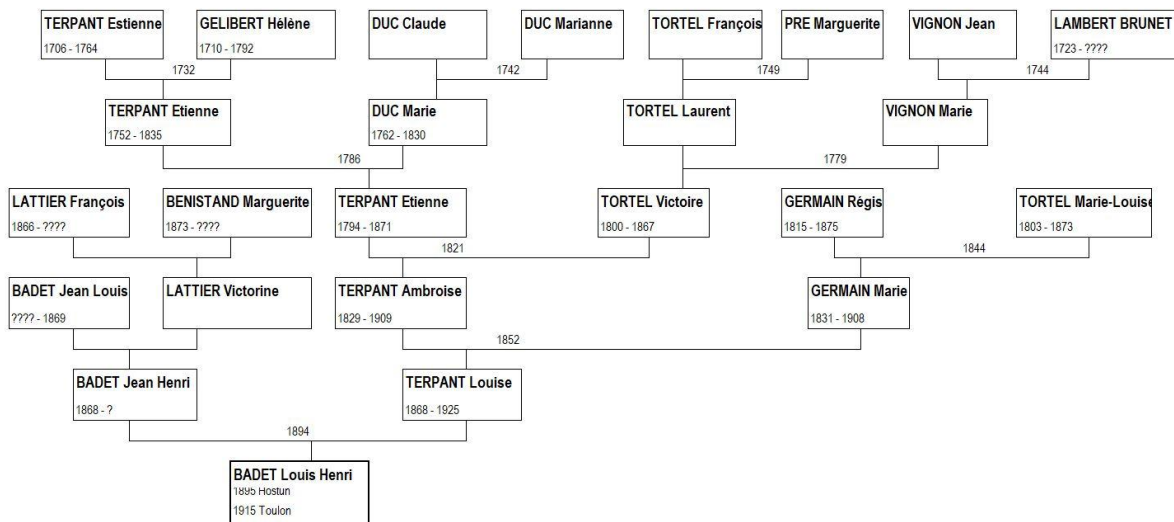 TERPANT Estienne
1706 - 1764
GELIBERT Hélène
1710 - 1792
DUC Claude
DUC Marianne
TORTEL François
PRE Marguerite
VIGNON Jean
LAMBERT BRUNET
1723 - ????
1732
1742
1749
1744
TERPANT Etienne
1752 - 1835
DUC Marie
1762 - 1830
TORTEL Laurent
VIGNON Marie
1786
1779
LATTIER François
1866 - ????
BENISTAND Marguerite
1873 - ????
TERPANT Etienne
1794 - 1871
TORTEL Victoire
1800 - 1867
GERMAIN Régis
1815 - 1875
TORTEL Marie-Louise
1803 - 1873
1821
1844
BADET Jean Louis
???? - 1869
LATTIER Victorine
TERPANT Ambroise
1829 - 1909
GERMAIN Marie
1831 - 1908
1852
BADET Jean Henri
1868 - ?
TERPANT Louise
1868 - 1925
1894
BADET Louis Henri
1895 Hostun
1915 Toulon